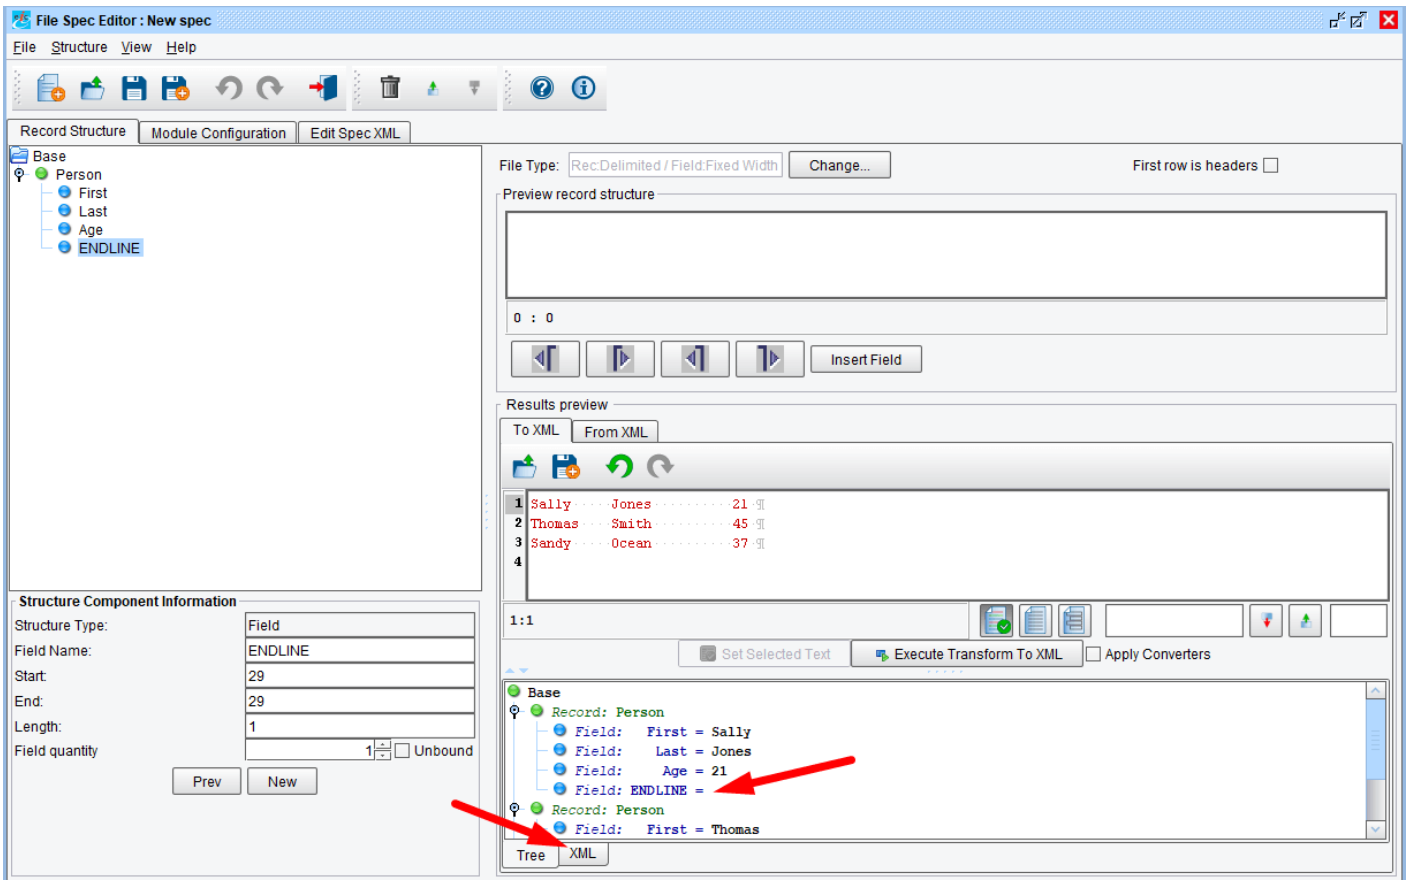 File Spec Editor : New spec
File Structure View Help
Record Structure Module Configuration Edit Spec XML
Base
Person
First
Last
Age
ENDLINE
Structure Component Information
Structure Type: Field
Field Name: ENDLINE
Start: 29
End: 29
Length: 1
Field quantity 1 Unbound
Prev New
File Type: Rec:Delimited / Field:Fixed Width Change... First row is headers
Preview record structure
0 : 0
Insert Field
Results preview
To XML From XML
1 Sally····Jones··········21·¶
2 Thomas···Smith··········45·¶
3 Sandy····Ocean··········37·¶
4
1:1
Set Selected Text Execute Transform To XML Apply Converters
Base
Record: Person
Field: First = Sally
Field: Last = Jones
Field: Age = 21
Field: ENDLINE =
Record: Person
Field: First = Thomas
Tree XML